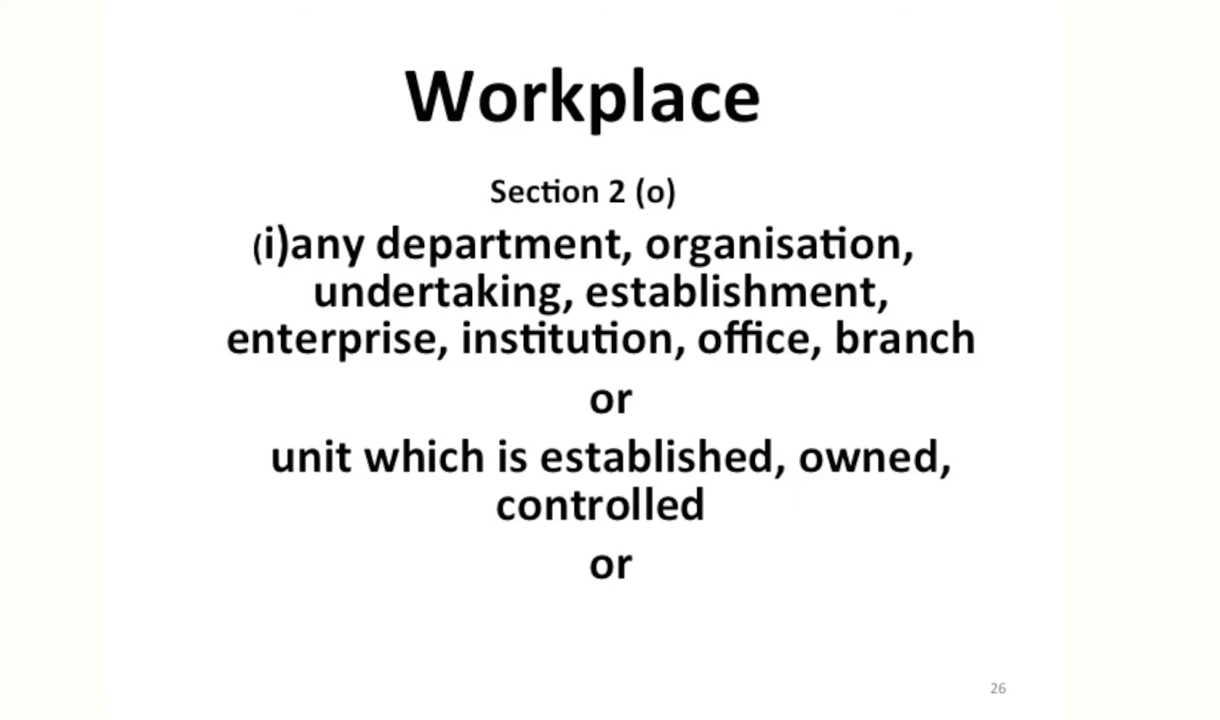 Workplace
Section 2 (o)
(i)any department, organisation,
undertaking, establishment,
enterprise, institution, office, branch
or
unit which is established, owned,
controlled
or
26